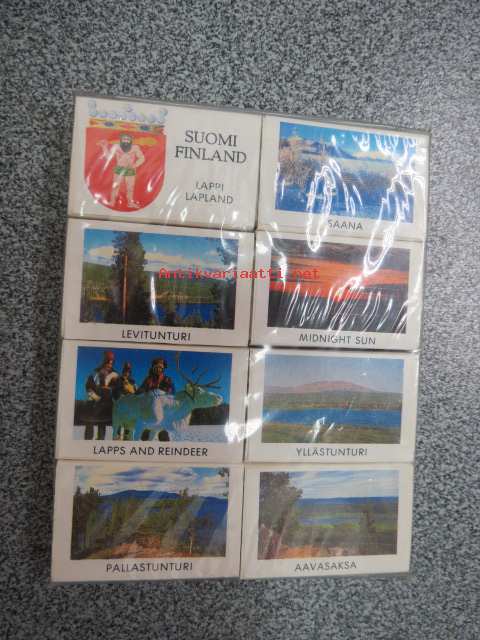 SUOMI
FINLAND
LAPPI
LAPLAND
SAANA
Antikvariaatti.net
LEVITUNTURI
MIDNIGHT SUN
LAPPS AND REINDEER
YLLÄSTUNTURI
PALLASTUNTURI
AAVASAKSA